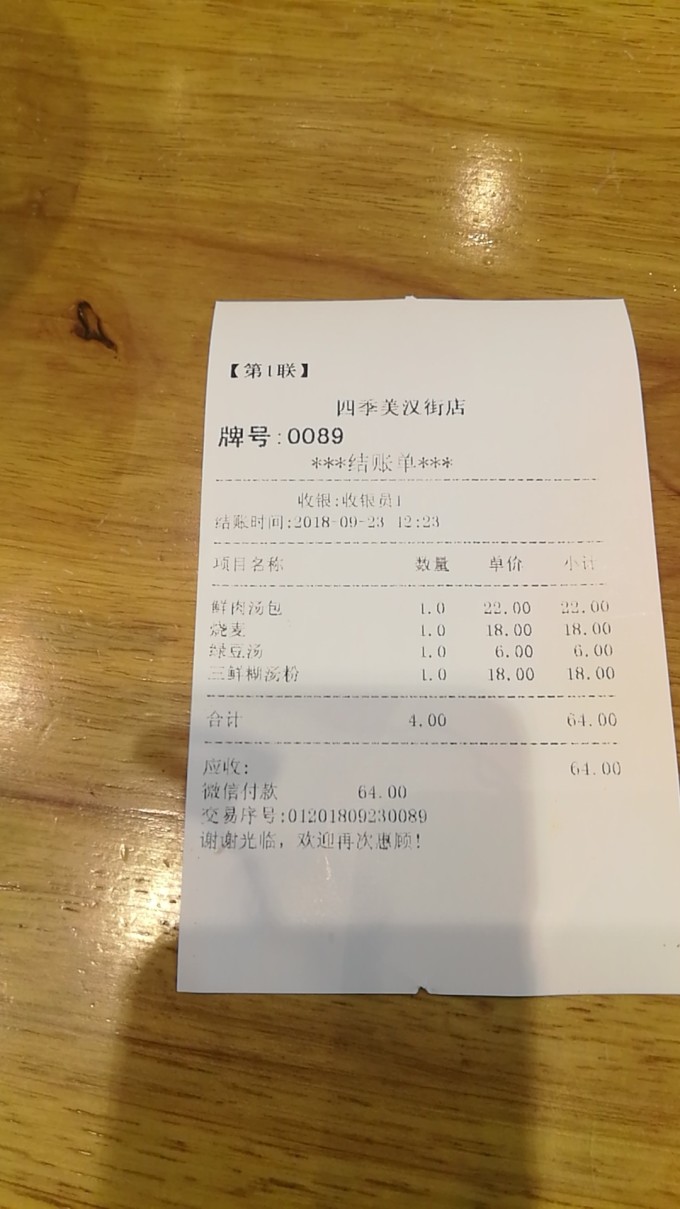 【第1联】
四季美汉街店
牌号:0089
***结账单***
收银:收银员1
结账时间:2018-09-23 12:23
项目名称 数量 单价 小计
鲜肉汤包 1.0 22.00 22.00
烧麦 1.0 18.00 18.00
绿豆汤 1.0 6.00 6.00
三鲜糊汤粉 1.0 18.00 18.00
合计 4.00 64.00
应收: 64.00
微信付款 64.00
交易序号:01201809230089
谢谢光临，欢迎再次惠顾!